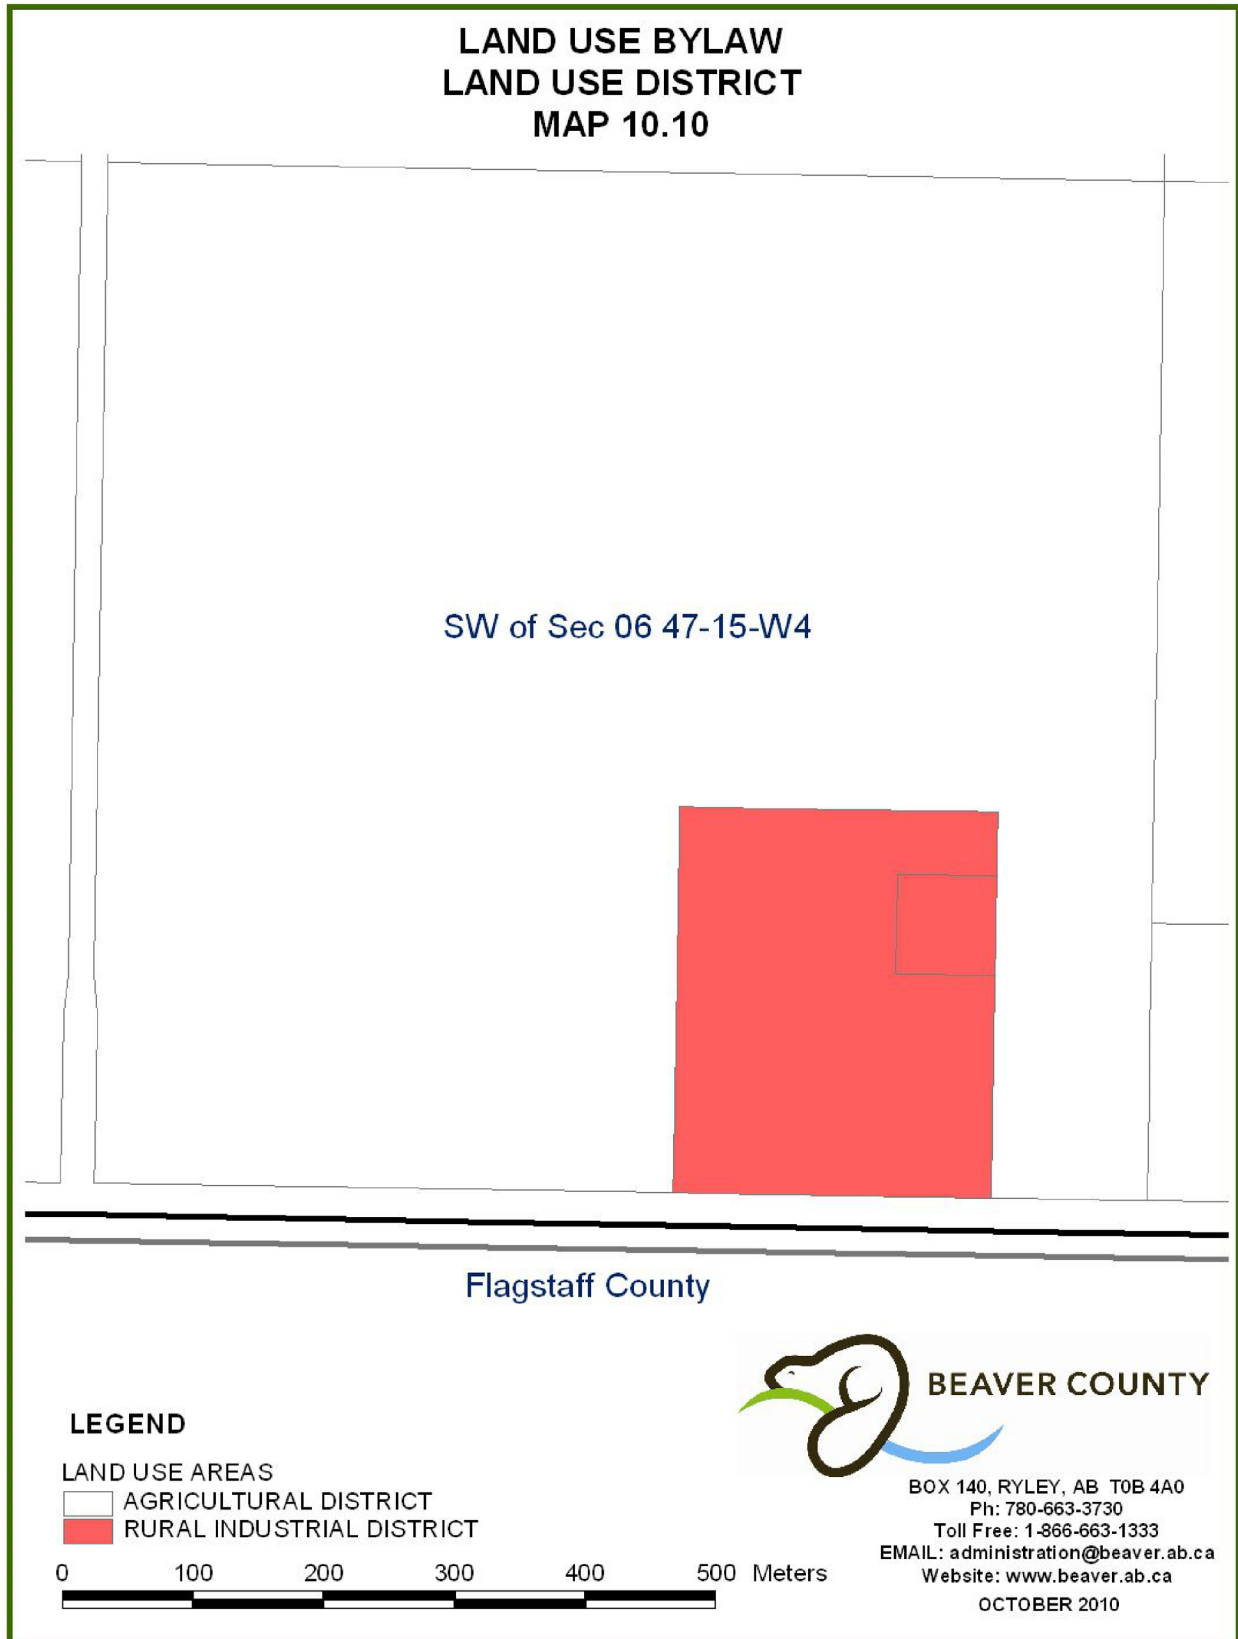 LAND USE BYLAW
LAND USE DISTRICT
MAP 10.10
SW of Sec 06 47-15-W4
Flagstaff County
BEAVER COUNTY
LEGEND
LAND USE AREAS
AGRICULTURAL DISTRICT
RURAL INDUSTRIAL DISTRICT
0 100 200 300 400 500 Meters
BOX 140, RYLEY, AB T0B 4A0
Ph: 780-663-3730
Toll Free: 1-866-663-1333
EMAIL: administration@beaver.ab.ca
Website: www.beaver.ab.ca
OCTOBER 2010